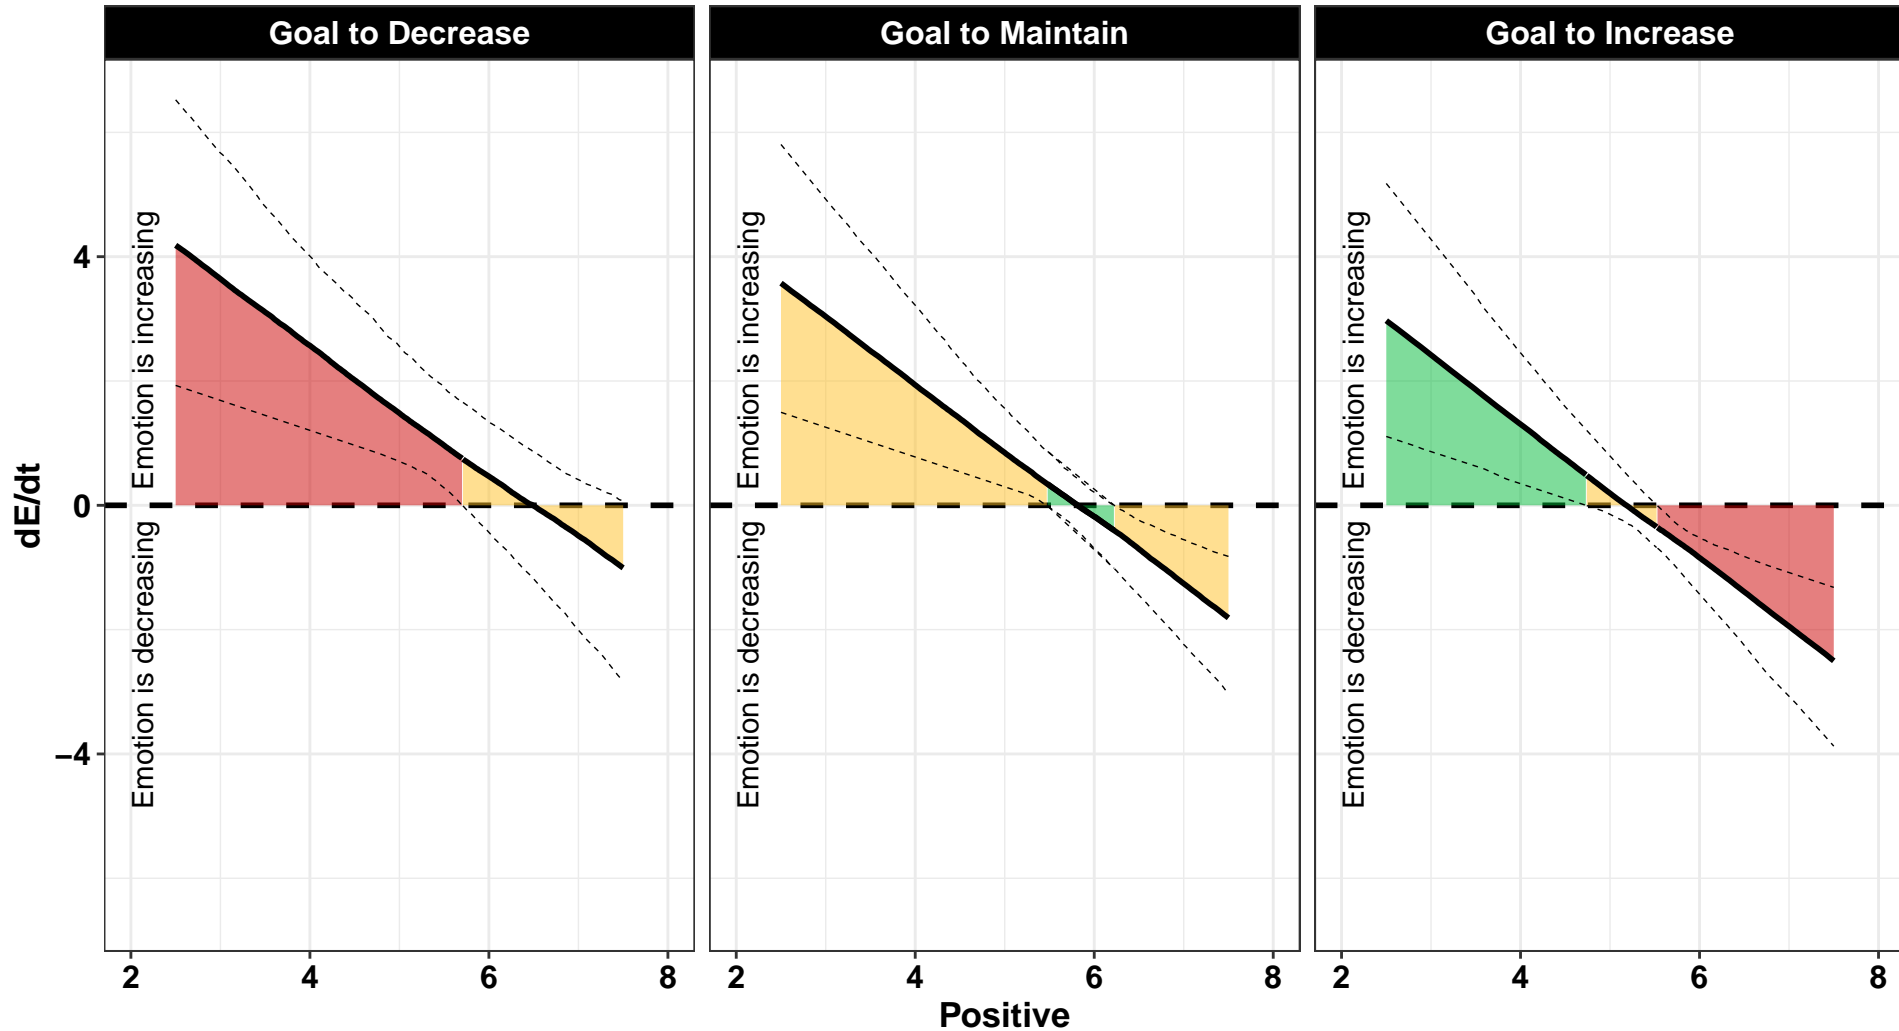 Goal to Decrease
Goal to Maintain
Goal to Increase
dE/dt
4
0
−4
Emotion is increasing
Emotion is decreasing
Emotion is increasing
Emotion is decreasing
Emotion is increasing
Emotion is decreasing
2 4 6 8
2 4 6 8
2 4 6 8
Positive